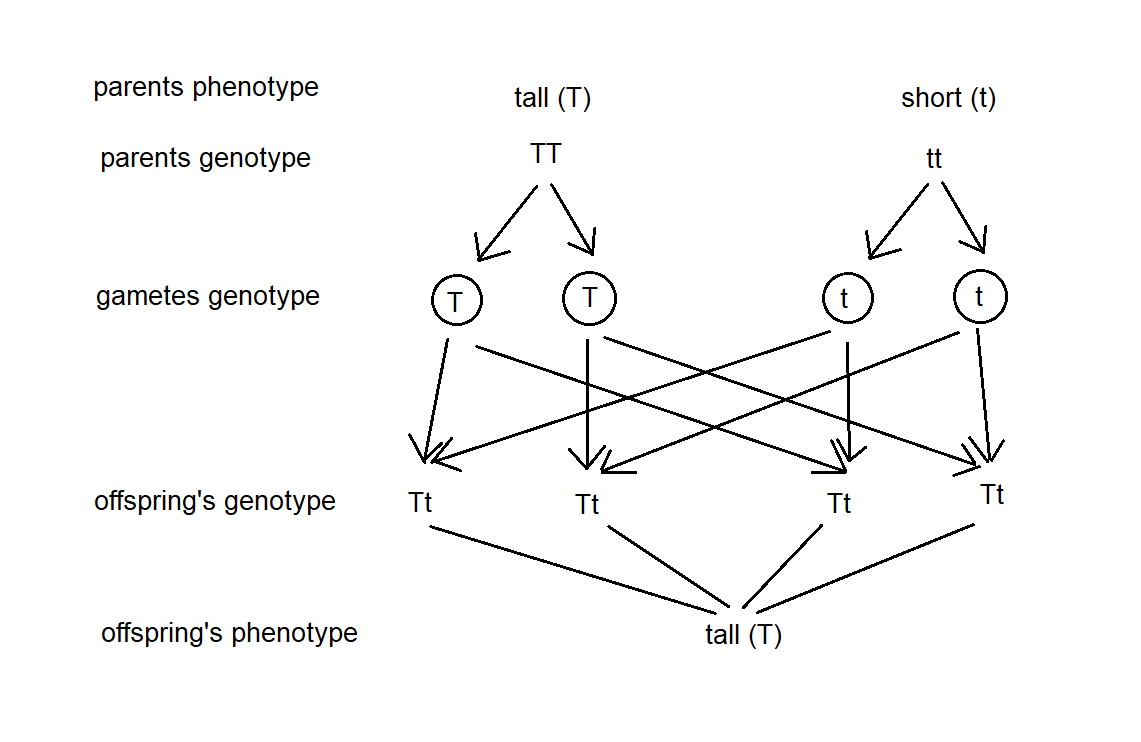 parents phenotype tall (T) short (t)
parents genotype TT tt
gametes genotype T T t t
offspring's genotype Tt Tt Tt Tt
offspring's phenotype tall (T)